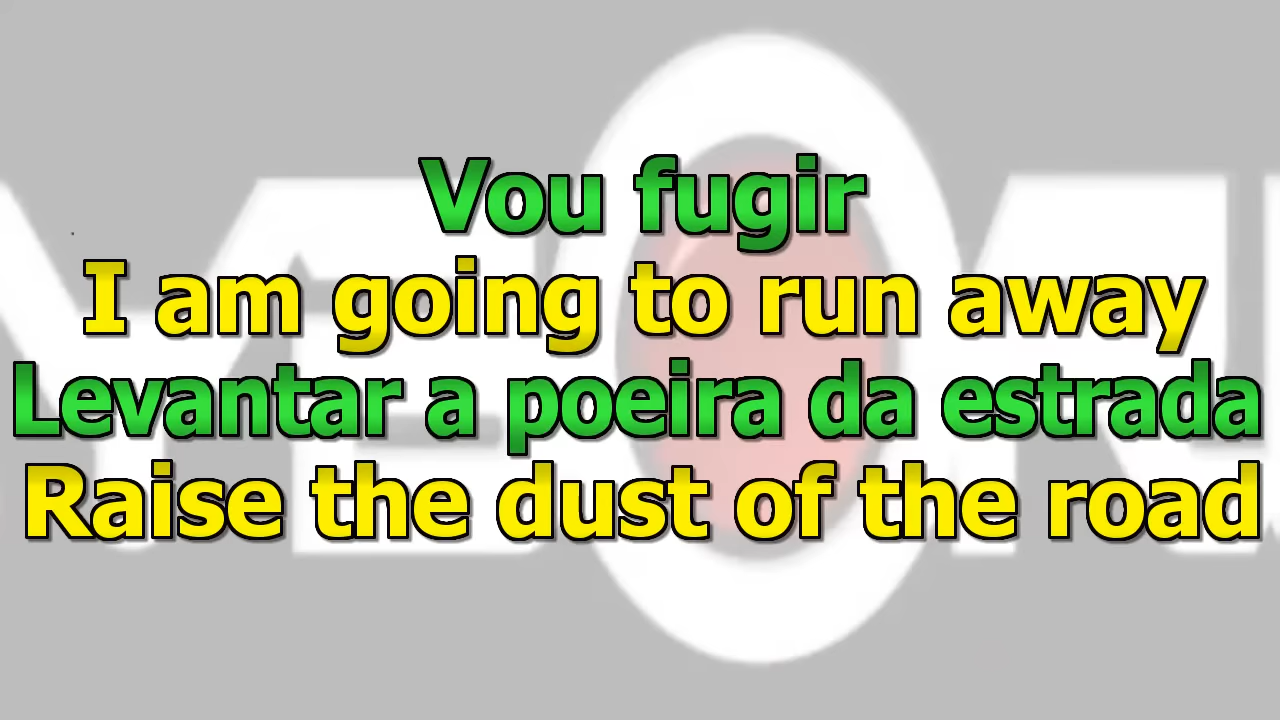 Vou fugir
I am going to run away
Levantar a poeira da estrada
Raise the dust of the road